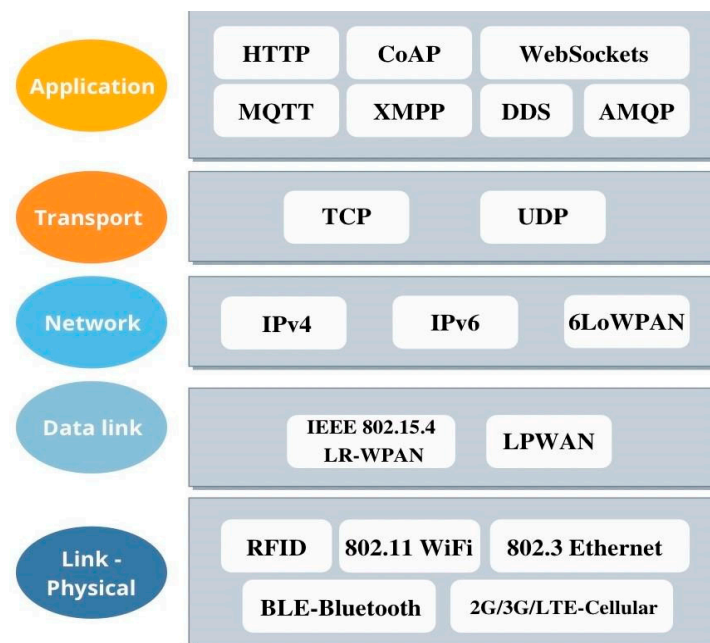 Application
HTTP
CoAP
WebSockets
MQTT
XMPP
DDS
AMQP
Transport
TCP
UDP
Network
IPv4
IPv6
6LoWPAN
Data link
IEEE 802.15.4
LR-WPAN
LPWAN
Link -
Physical
RFID
802.11 WiFi
802.3 Ethernet
BLE-Bluetooth
2G/3G/LTE-Cellular